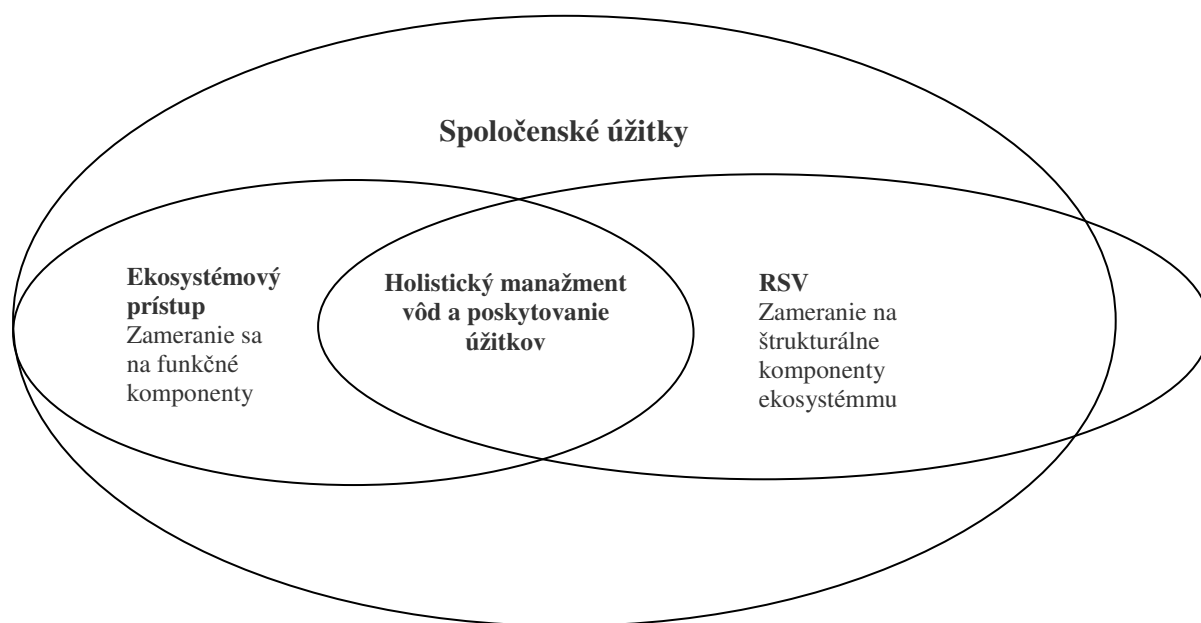 Spoločenské úžitky
Ekosystémový
prístup
Zameranie sa
na funkčné
komponenty
Holistický manažment
vôd a poskytovanie
úžitkov
RSV
Zameranie na
štrukturálne
komponenty
ekosystémmu